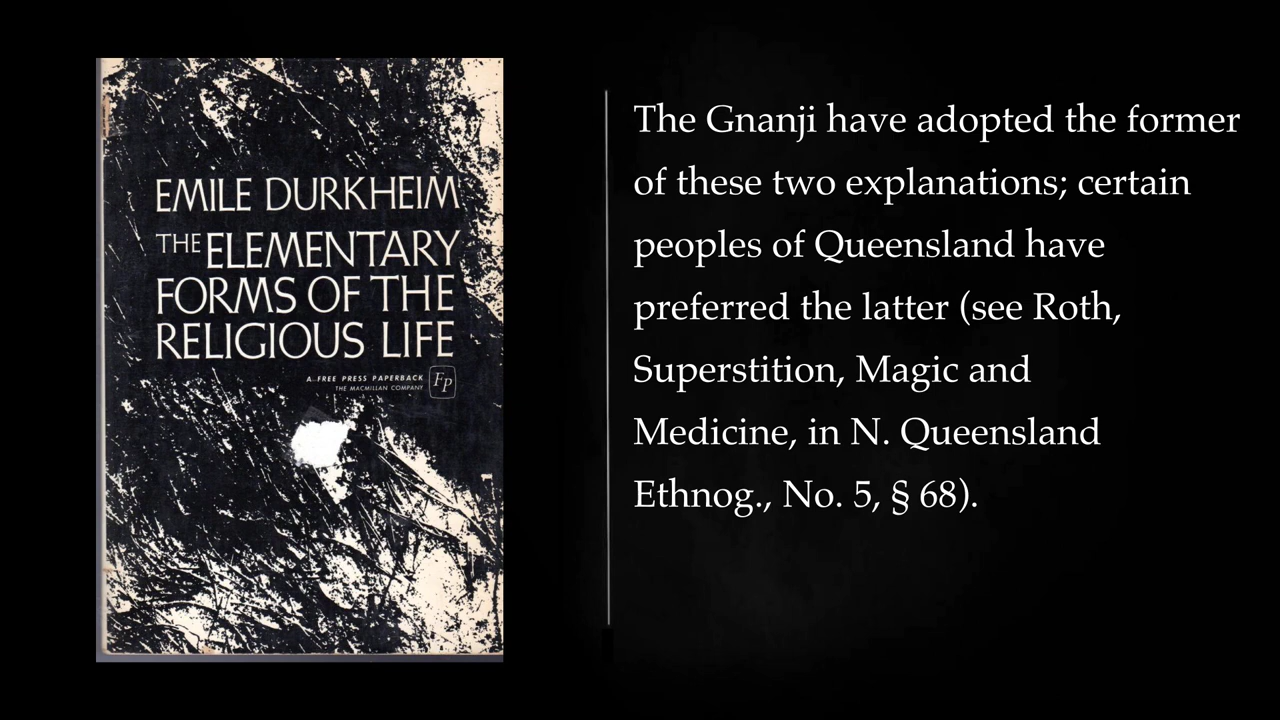 EMILE DURKHEIM
THE ELEMENTARY
FORMS OF THE
RELIGIOUS LIFE
A FREE PRESS PAPERBACK
THE MACMILLAN COMPANY
FP
The Gnanji have adopted the former
of these two explanations; certain
peoples of Queensland have
preferred the latter (see Roth,
Superstition, Magic and
Medicine, in N. Queensland
Ethnog., No. 5, § 68).